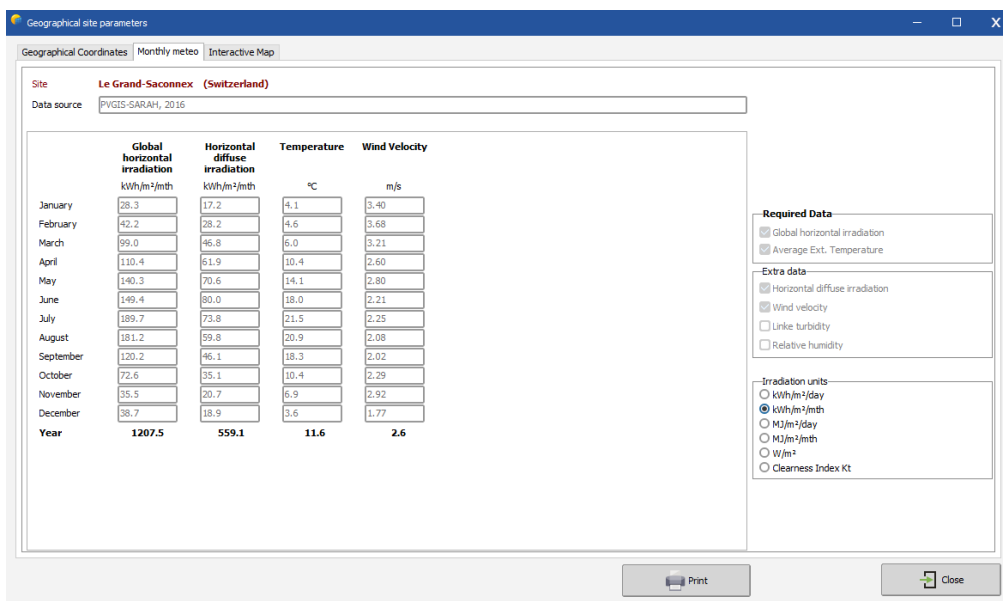 Geographical site parameters
Geographical Coordinates Monthly meteo Interactive Map
Site Le Grand-Saconnex (Switzerland)
Data source PVGIS-SARAH, 2016
Global horizontal irradiation Horizontal diffuse irradiation Temperature Wind Velocity
kWh/m²/mth kWh/m²/mth °C m/s
January 28.3 17.2 4.1 3.40
February 42.2 28.2 4.6 3.68
March 99.0 46.8 6.0 3.21
April 110.4 61.9 10.4 2.60
May 140.3 70.6 14.1 2.80
June 149.4 80.0 18.0 2.21
July 189.7 73.8 21.5 2.25
August 181.2 59.8 20.9 2.08
September 120.2 46.1 18.3 2.02
October 72.6 35.1 10.4 2.29
November 35.5 20.7 6.9 2.92
December 38.7 18.9 3.6 1.77
Year 1207.5 559.1 11.6 2.6
Required Data
Global horizontal irradiation
Average Ext. Temperature
Extra data
Horizontal diffuse irradiation
Wind velocity
Linke turbidity
Relative humidity
Irradiation units
kWh/m²/day
kWh/m²/mth
MJ/m²/day
MJ/m²/mth
W/m²
Clearness Index Kt
Print
Close